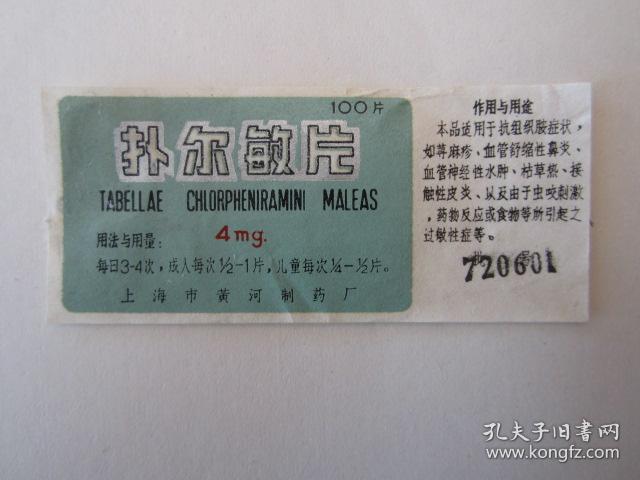 100片
扑尔敏片
TABELLAE CHLORPHENIRAMINI MALEAS
4mg.
用法与用量:
每日3-4次,成人每次½-1片,儿童每次¼-½片。
上海市黄河制药厂
作用与用途
本品适用于抗组织胺症状,
如荨麻疹、血管舒缩性鼻炎、
血管神经性水肿、枯草热、接
触性皮炎、以及由于虫咬刺激
,药物反应或食物等所引起之
过敏性症等。
720601
孔夫子旧书网
www.kongfz.com